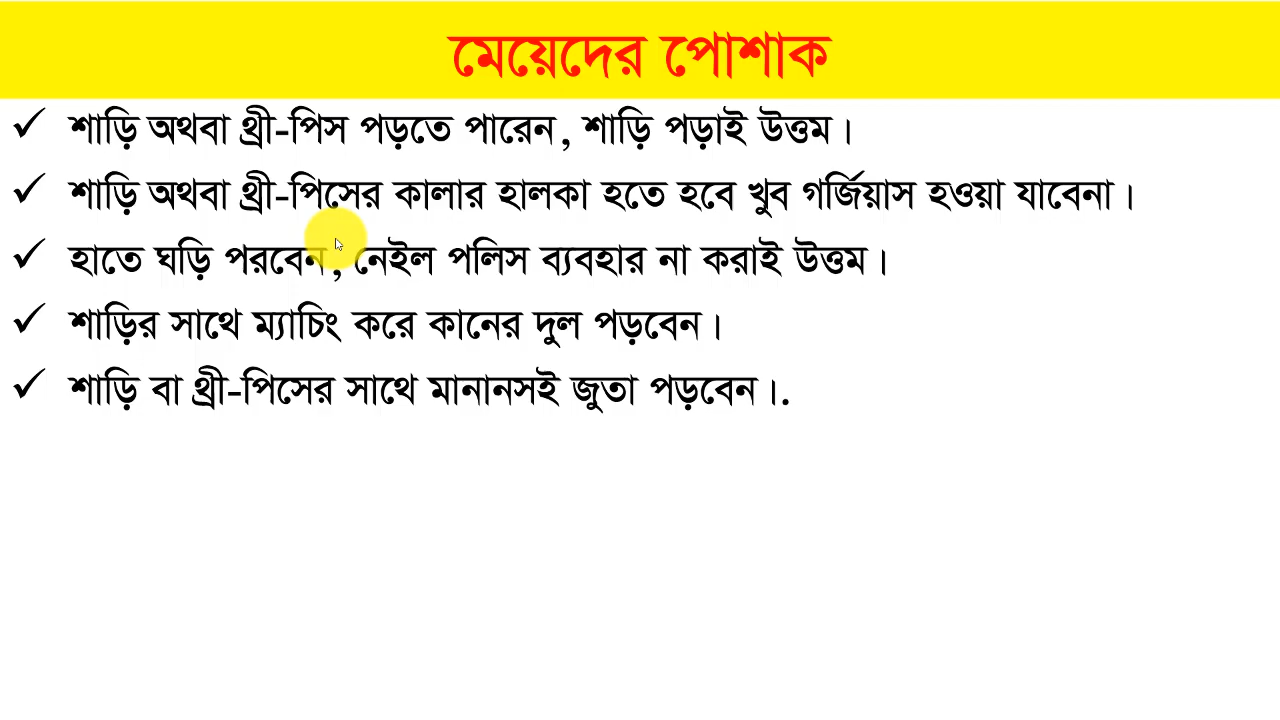 মেয়েদের পোশাক
✓ শাড়ি অথবা থ্রী-পিস পড়তে পারেন, শাড়ি পড়াই উত্তম।
✓ শাড়ি অথবা থ্রী-পিসের কালার হালকা হতে হবে খুব গর্জিয়াস হওয়া যাবেনা।
✓ হাতে ঘড়ি পরবেন, নেইল পলিস ব্যবহার না করাই উত্তম।
✓ শাড়ির সাথে ম্যাচিং করে কানের দুল পড়বেন।
✓ শাড়ি বা থ্রী-পিসের সাথে মানানসই জুতা পড়বেন।.